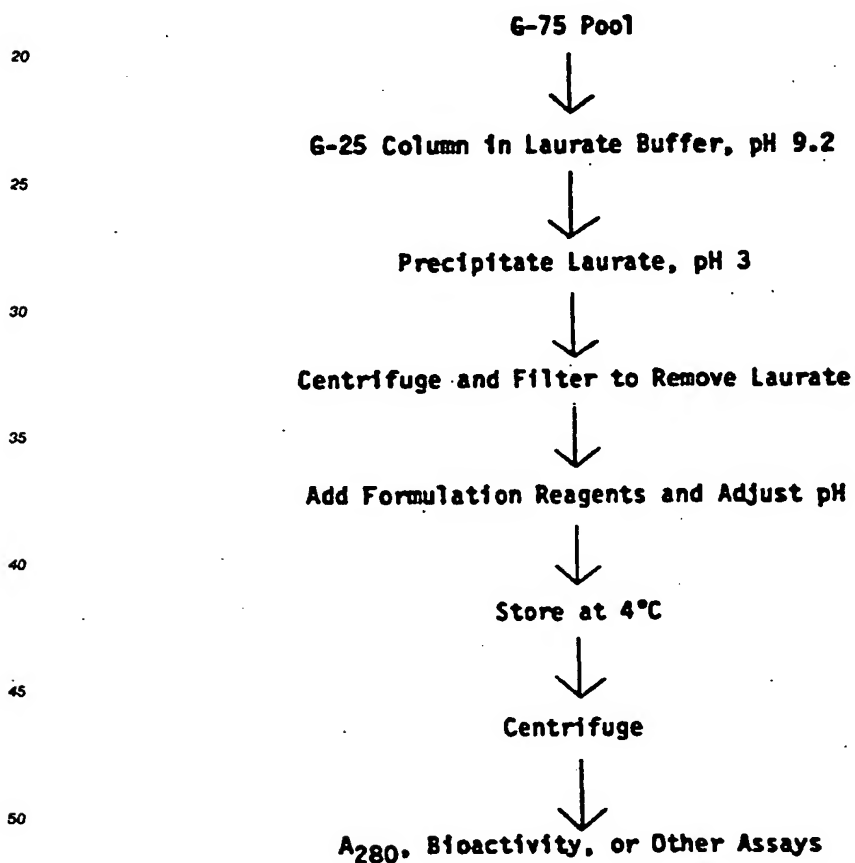 G-75 Pool
20
G-25 Column in Laurate Buffer, pH 9.2
25
Precipitate Laurate, pH 3
30
Centrifuge and Filter to Remove Laurate
35
Add Formulation Reagents and Adjust pH
40
Store at 4°C
45
Centrifuge
50
A280, Bioactivity, or Other Assays